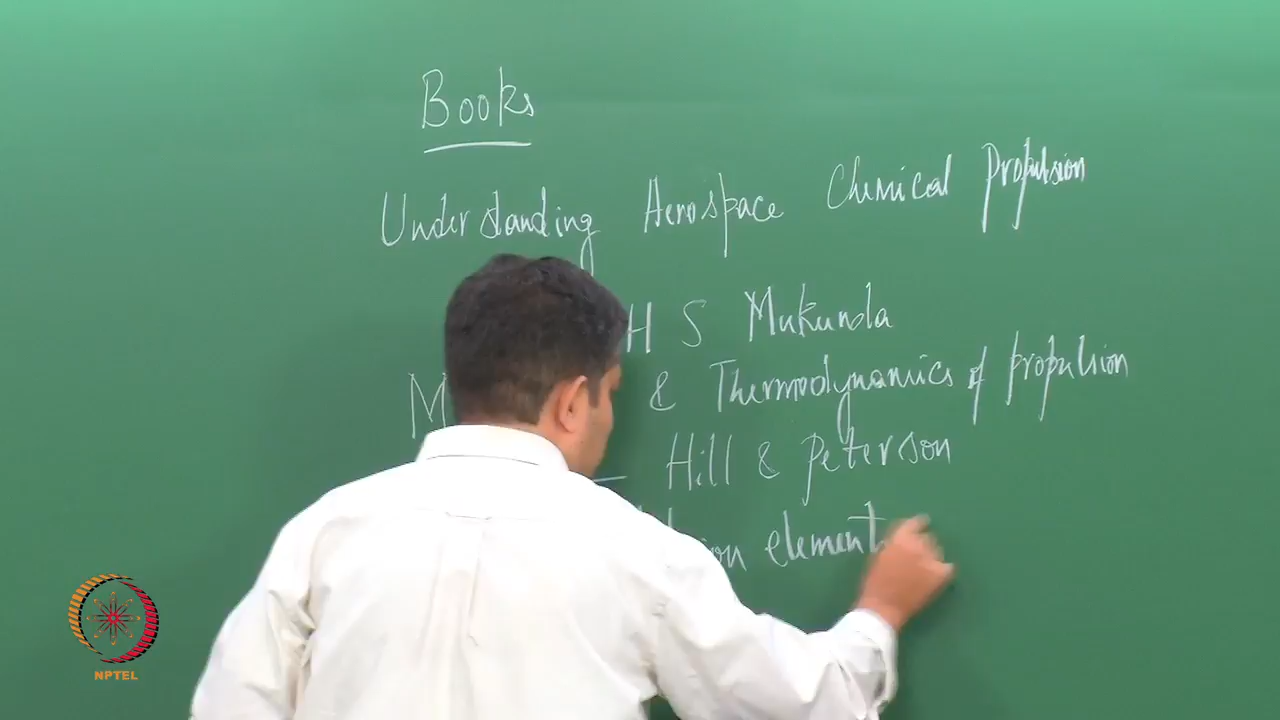 Books
Understanding Aerospace Chemical Propulsion
H S Mukunda
& Thermodynamics of propulsion
Hill & Peterson
element
NPTEL